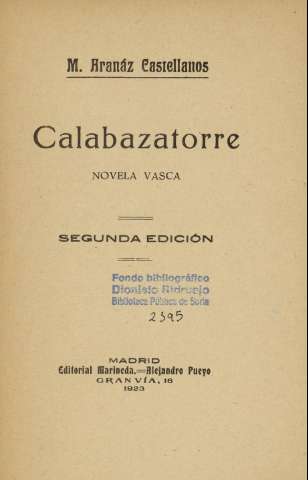 M. Aranáz Castellanos
Calabazatorre
NOVELA VASCA
SEGUNDA EDICIÓN
Fondo bibliográfico
Dionisio Ridruejo
Biblioteca Pública de Soria
2395
MADRID
Editorial Marineda.—Alejandro Pueyo
GRAN VÍA, 16
1923